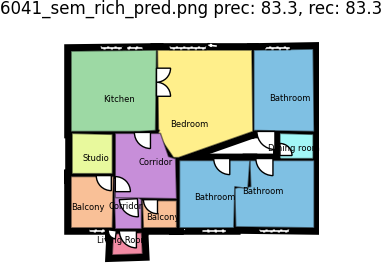 6041_sem_rich_pred.png prec: 83.3, rec: 83.3
Kitchen
Bathroom
Bedroom
Dining room
Studio
Corridor
Bathroom
Bathroom
Balcony
Corridor
Balcony
Living Room